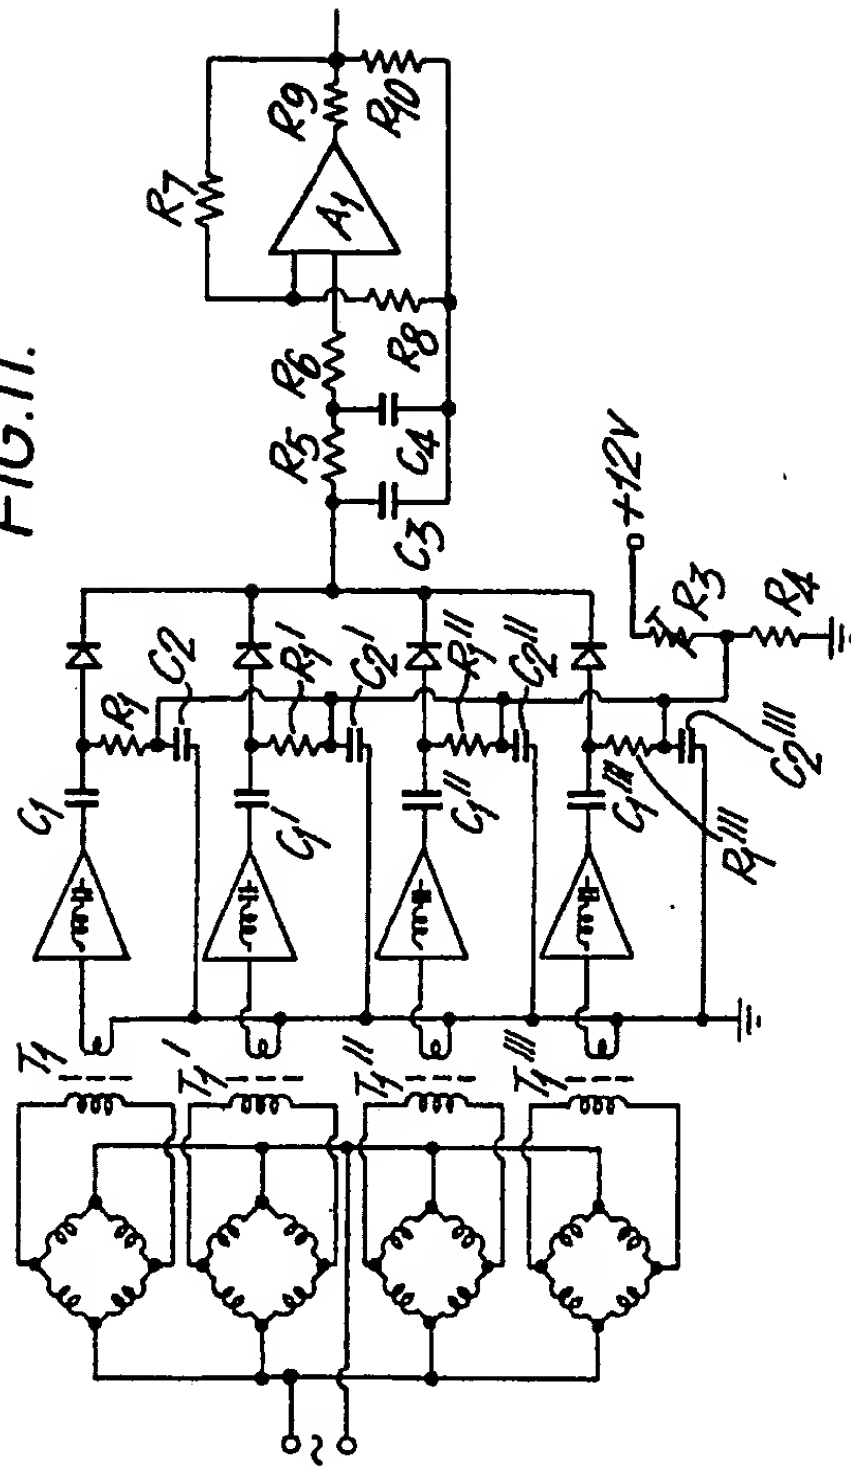 FIG.11.
R7
R9
R10
A1
R6
R8
R5
C4
C3
+12V
R3
R4
C1
R1
C2
C1'
R1'
C2'
C1''
R1''
C2''
C1'''
R1'''
C2'''
T1
T1'
T1''
T1'''
~